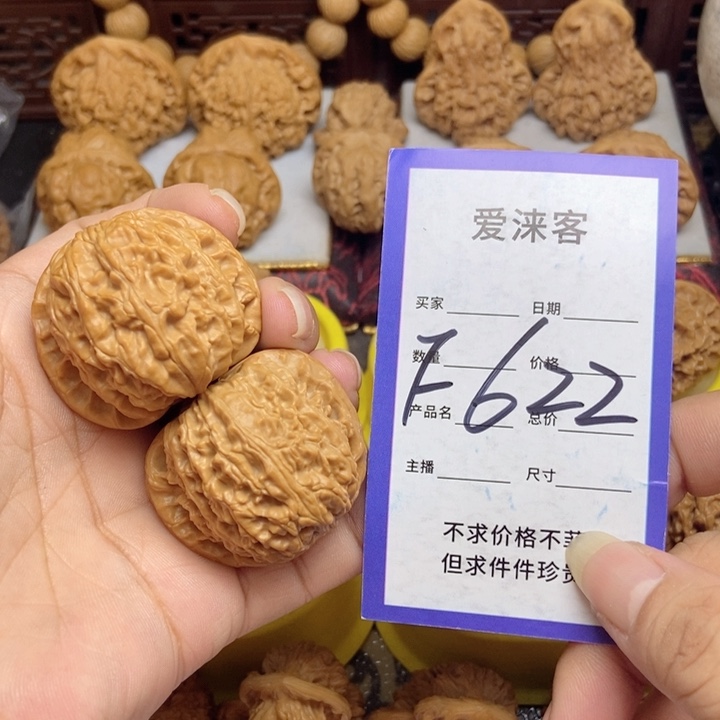 爱涞客
买家 日期
数量 价格
F622
产品名 总价
主播 尺寸
不求价格不
但求件件珍